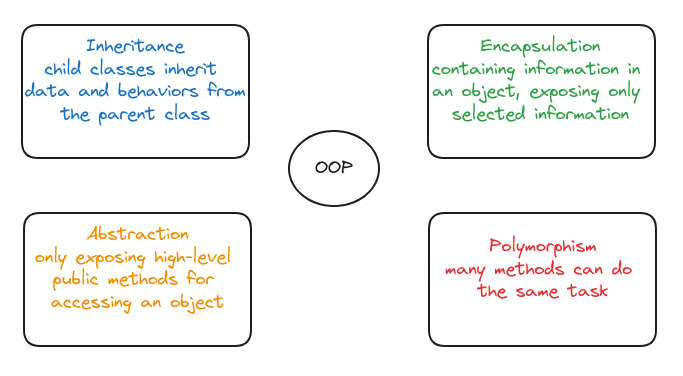 Inheritance
child classes inherit
data and behaviors from
the parent class
Encapsulation
containing information in
an object, exposing only
selected information
OOP
Abstraction
only exposing high-level
public methods for
accessing an object
Polymorphism
many methods can do
the same task